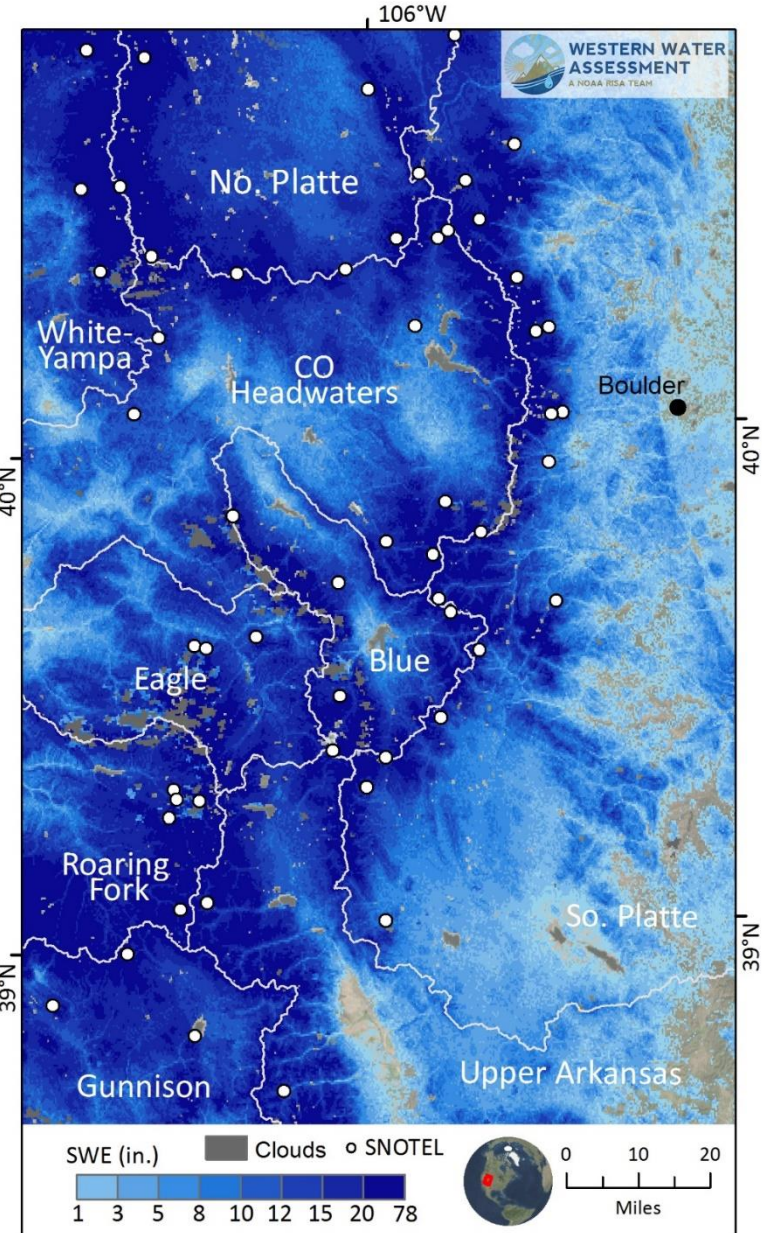 106°W
WESTERN WATER
ASSESSMENT
A NOAA RISA TEAM
No. Platte
White-
Yampa
CO
Headwaters
Boulder
40°N
40°N
Blue
Eagle
Roaring
Fork
So. Platte
39°N
39°N
Gunnison
Upper Arkansas
SWE (in.)
Clouds
SNOTEL
1 3 5 8 10 12 15 20 78
0 10 20
Miles